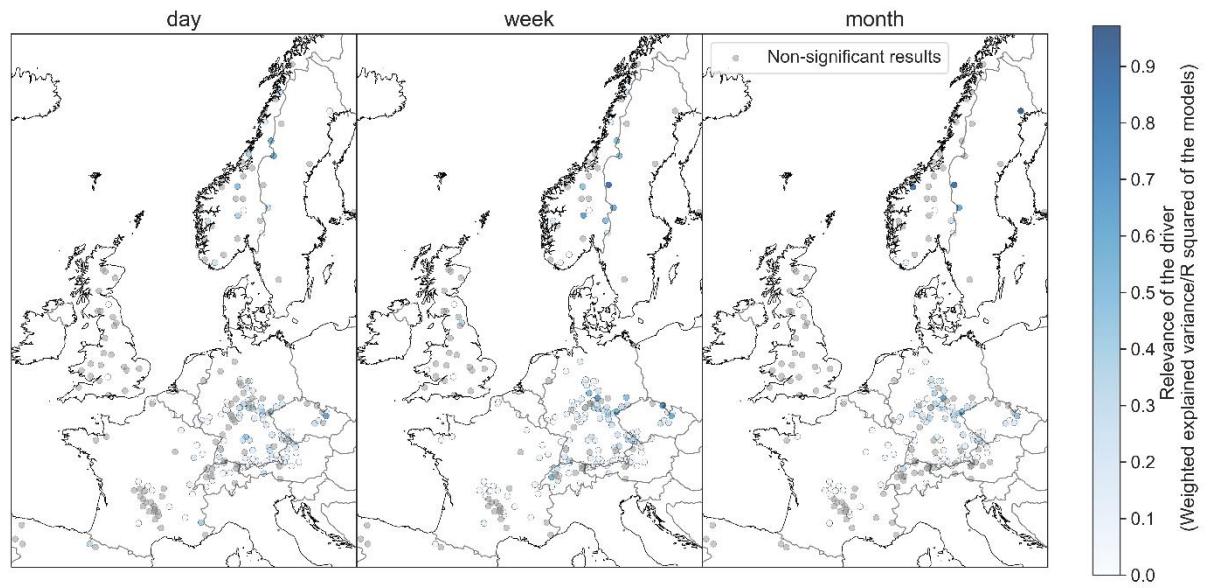 day
week
month
Non-significant results
0.9
0.8
0.7
0.6
0.5
0.4
0.3
0.2
0.1
0.0
Relevance of the driver
(Weighted explained variance/R squared of the models)